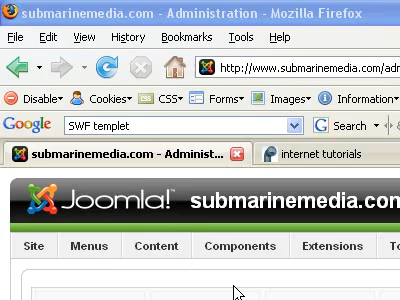 submarinemedia.com - Administration - Mozilla Firefox
File Edit View History Bookmarks Tools Help
http://www.submarinemedia.com/adm
Disable Cookies CSS Forms Images Information
Google SWF templet G Search
submarinemedia.com - Administ... internet tutorials
Joomla! submarinemedia.com
Site Menus Content Components Extensions To